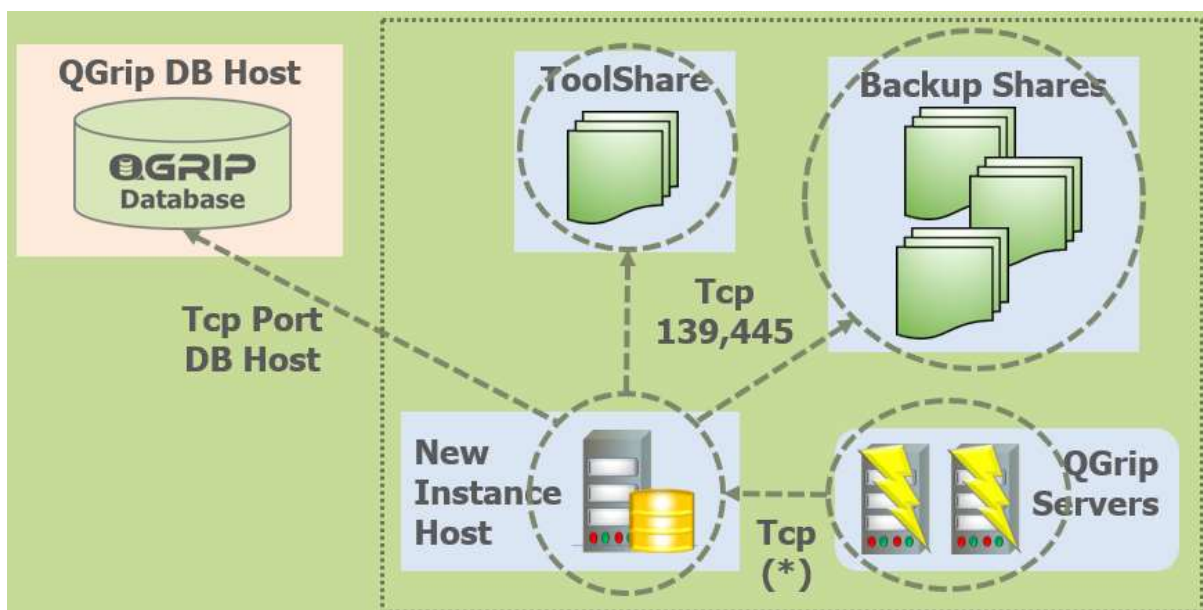 QGrip DB Host
QGRIP
Database
ToolShare
Backup Shares
Tcp Port
DB Host
Tcp
139,445
New
Instance
Host
Tcp
(*)
QGrip
Servers